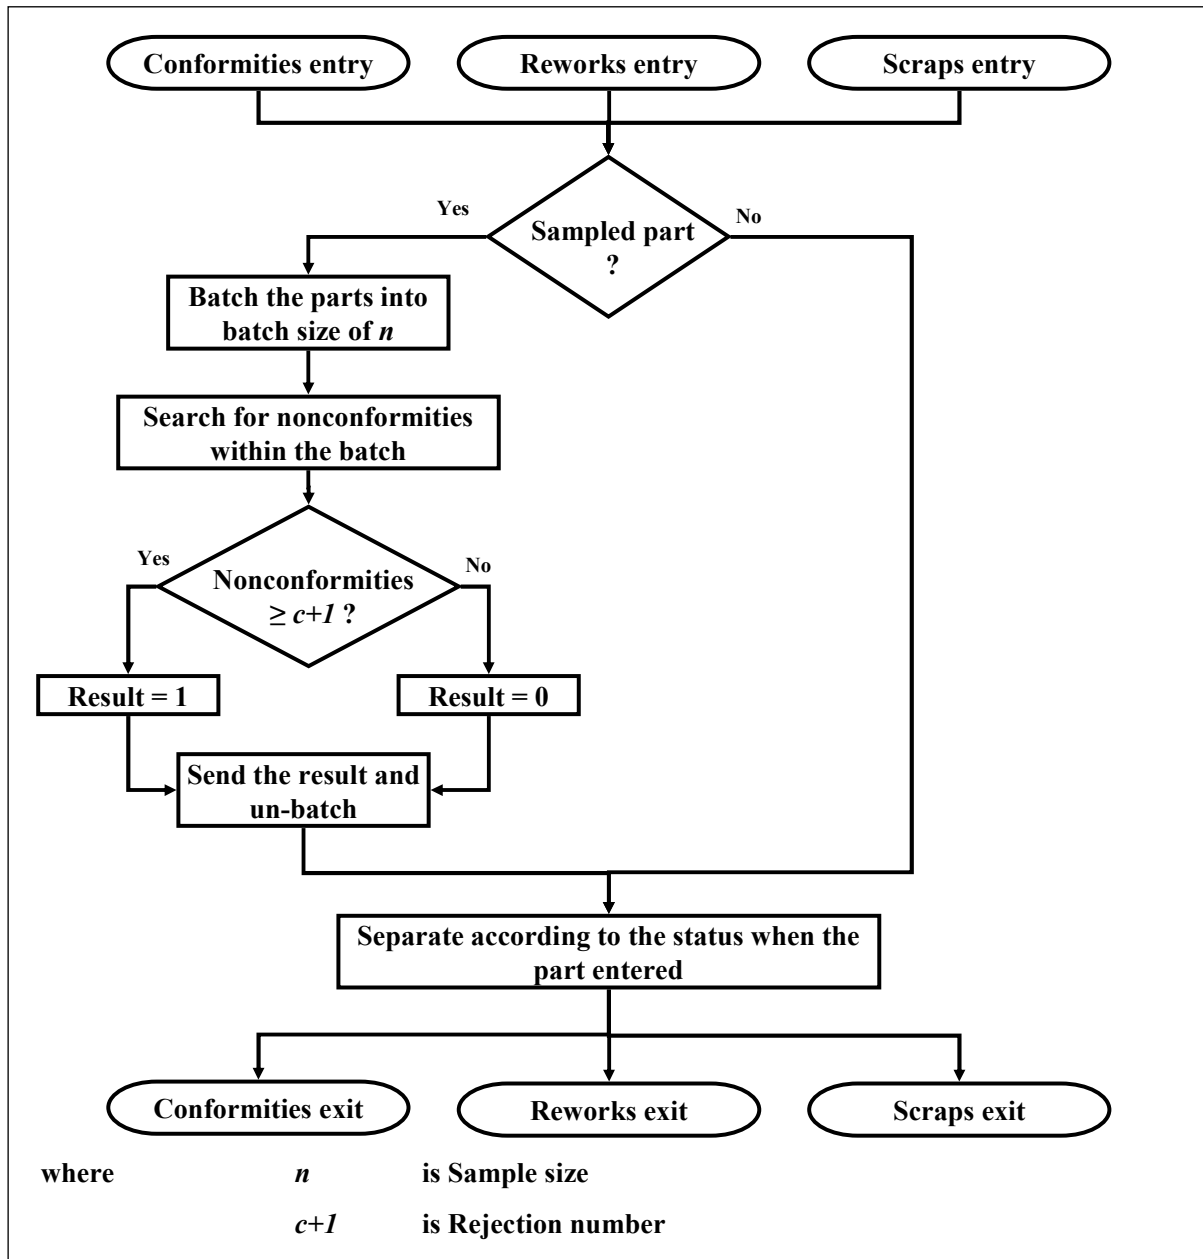 Conformities entry
Reworks entry
Scraps entry
Yes
No
Sampled part
?
Batch the parts into
batch size of n
Search for nonconformities
within the batch
Yes
No
Nonconformities
≥ c+1 ?
Result = 1
Result = 0
Send the result and
un-batch
Separate according to the status when the
part entered
Conformities exit
Reworks exit
Scraps exit
where n is Sample size
c+1 is Rejection number